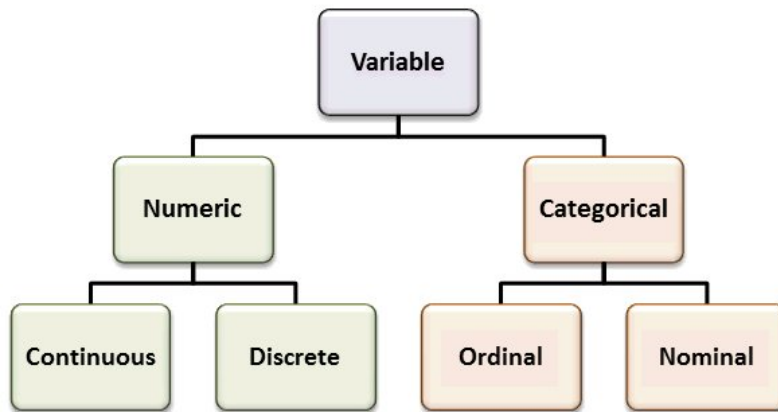 Variable
Numeric
Categorical
Continuous
Discrete
Ordinal
Nominal